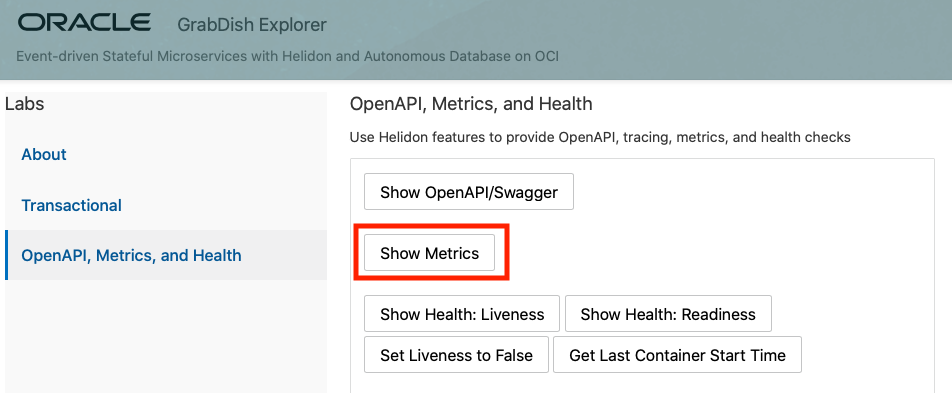 ORACLE GrabDish Explorer
Event-driven Stateful Microservices with Helidon and Autonomous Database on OCI
Labs
About
Transactional
OpenAPI, Metrics, and Health
OpenAPI, Metrics, and Health
Use Helidon features to provide OpenAPI, tracing, metrics, and health checks
Show OpenAPI/Swagger
Show Metrics
Show Health: Liveness Show Health: Readiness
Set Liveness to False Get Last Container Start Time